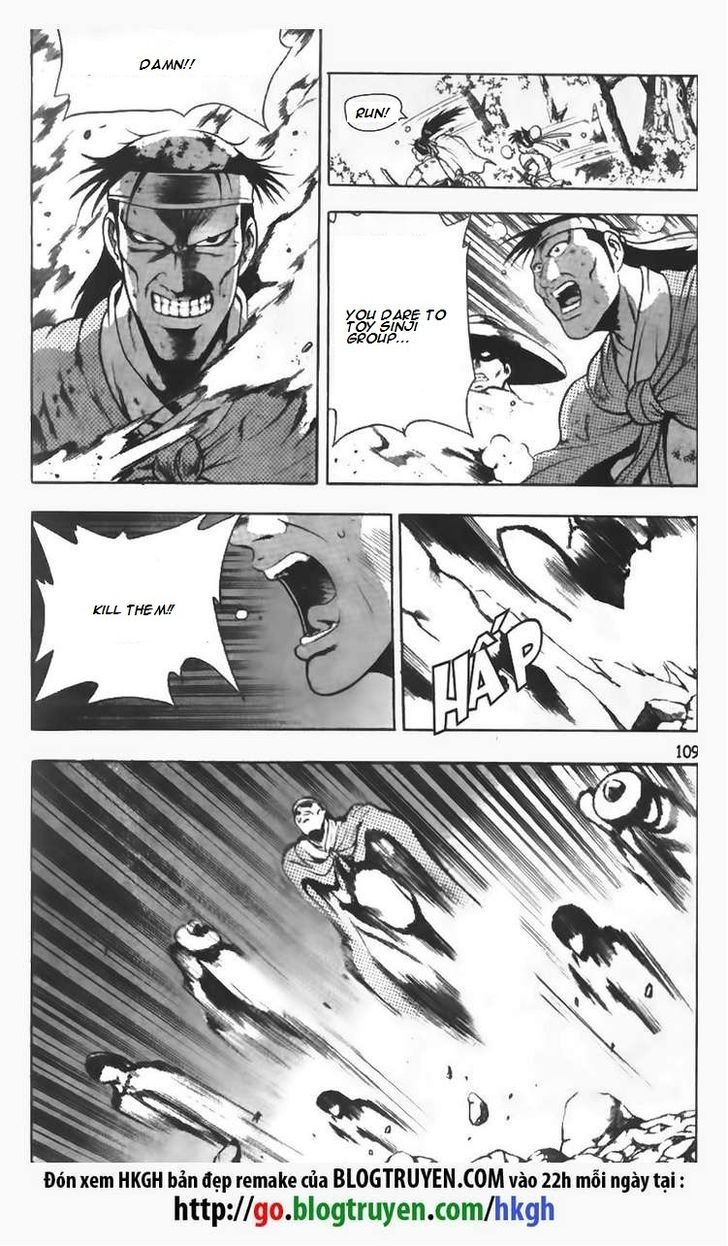 DAMN!!
RUN!
YOU DARE TO
TOY SINJI
GROUP...
KILL THEM!!
HẤP
109
Đón xem HKGH bản đẹp remake của BLOGTRUYEN.COM vào 22h mỗi ngày tại :
http://go.blogtruyen.com/hkgh